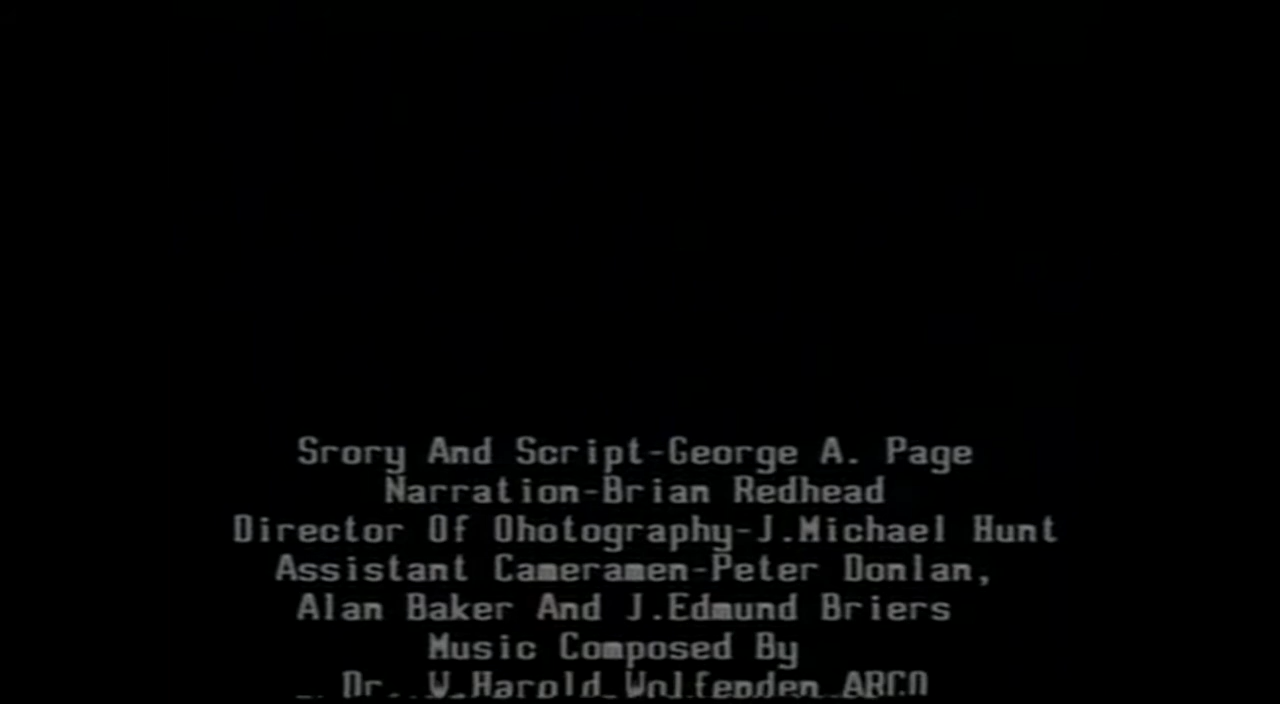 Srory And Script-George A. Page
Narration-Brian Redhead
Director Of Ohotography-J.Michael Hunt
Assistant Cameramen-Peter Donlan,
Alan Baker And J.Edmund Briers
Music Composed By
Dr. W.Harold Wolfenden ARCO